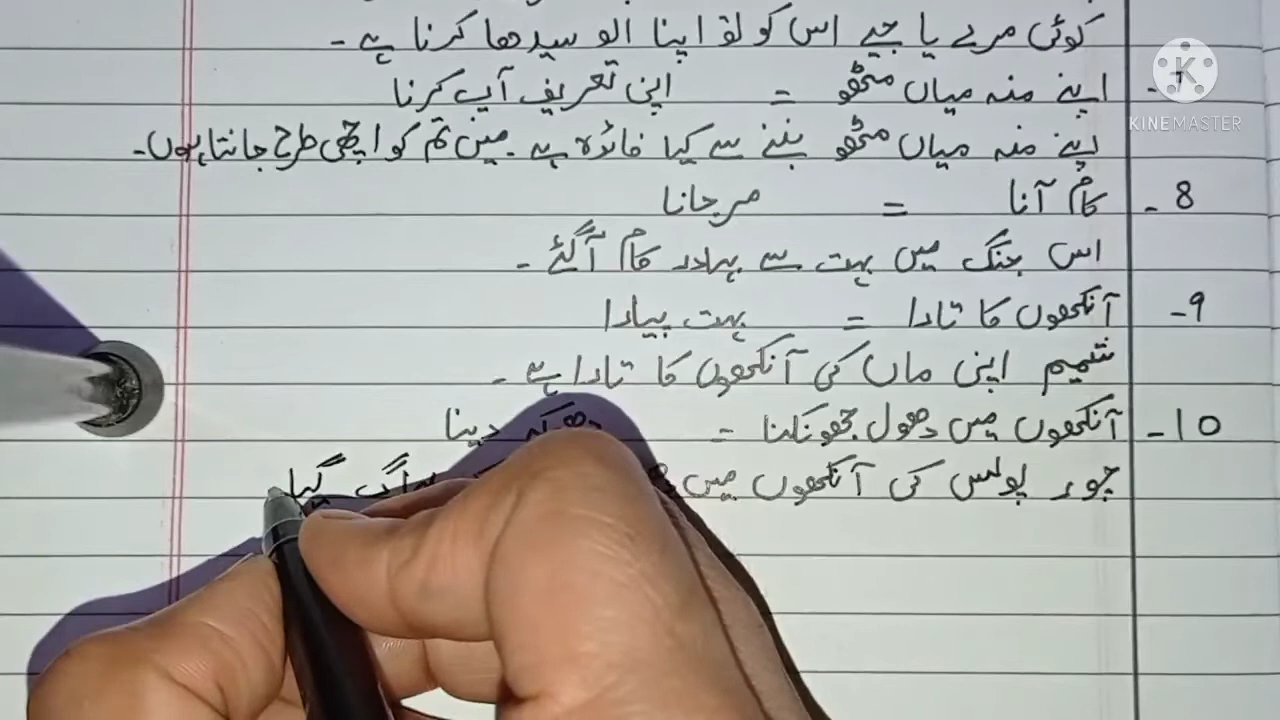 کوئی مرے یا جیے اس کو تو اپنا الو سیدھا کرنا ہے ۔
7- اپنے منہ میاں مٹھو = اپنی تعریف آپ کرنا
اپنے منہ میاں مٹھو بننے سے کیا فائدہ ہے ۔ میں تم کو اچھی طرح جانتا ہوں۔
8- کام آنا = مرجانا
اس جنگ میں بہت سے بہادر کام آگئے ۔
9- آنکھوں کا تارا = بہت پیارا
شمیم اپنی ماں کی آنکھوں کا تارا ہے ۔
10- آنکھوں میں دھول جھونکنا = دھوکہ دینا
چور پولس کی آنکھوں میں گیا
KINEMASTER